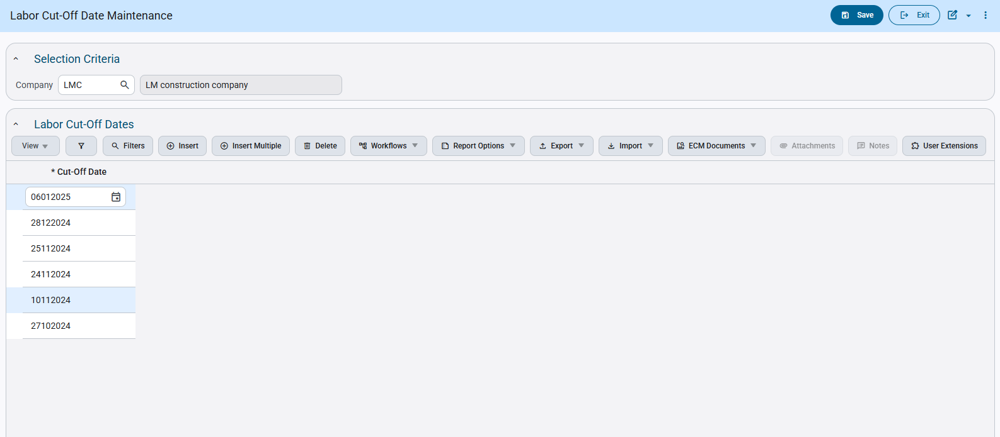 Labor Cut-Off Date Maintenance Save Exit
Selection Criteria
Company LMC LM construction company
Labor Cut-Off Dates
View Filters Insert Insert Multiple Delete Workflows Report Options Export Import ECM Documents Attachments Notes User Extensions
* Cut-Off Date
06012025
28122024
25112024
24112024
10112024
27102024